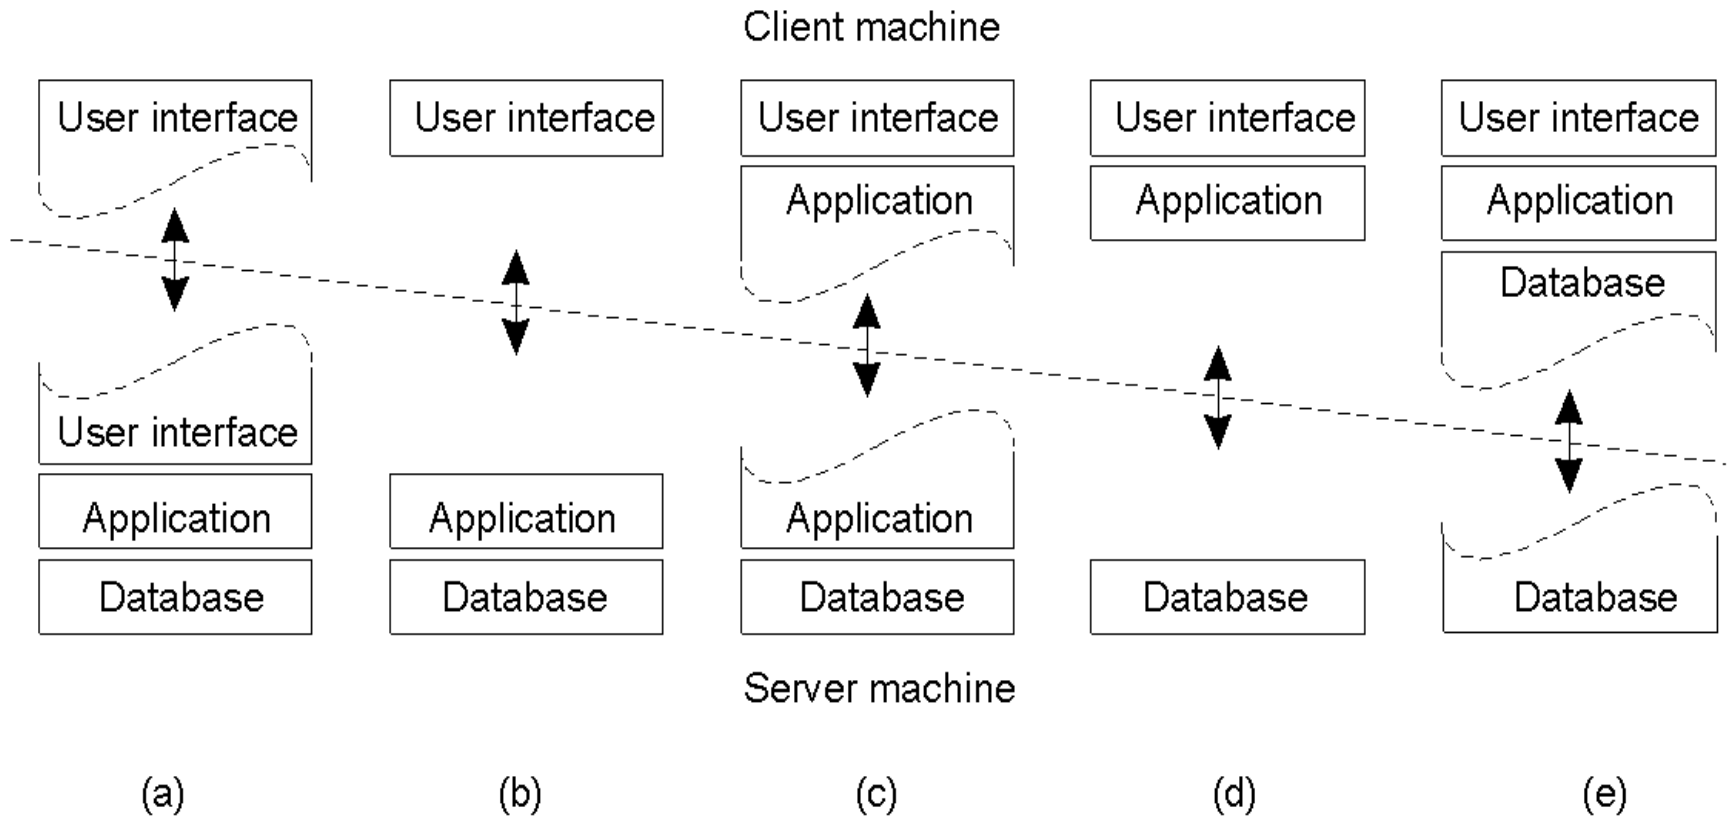 Client machine
User interface User interface User interface User interface User interface
Application Application Application
Database
User interface
Application Application Application
Database Database Database Database Database
Server machine
(a) (b) (c) (d) (e)